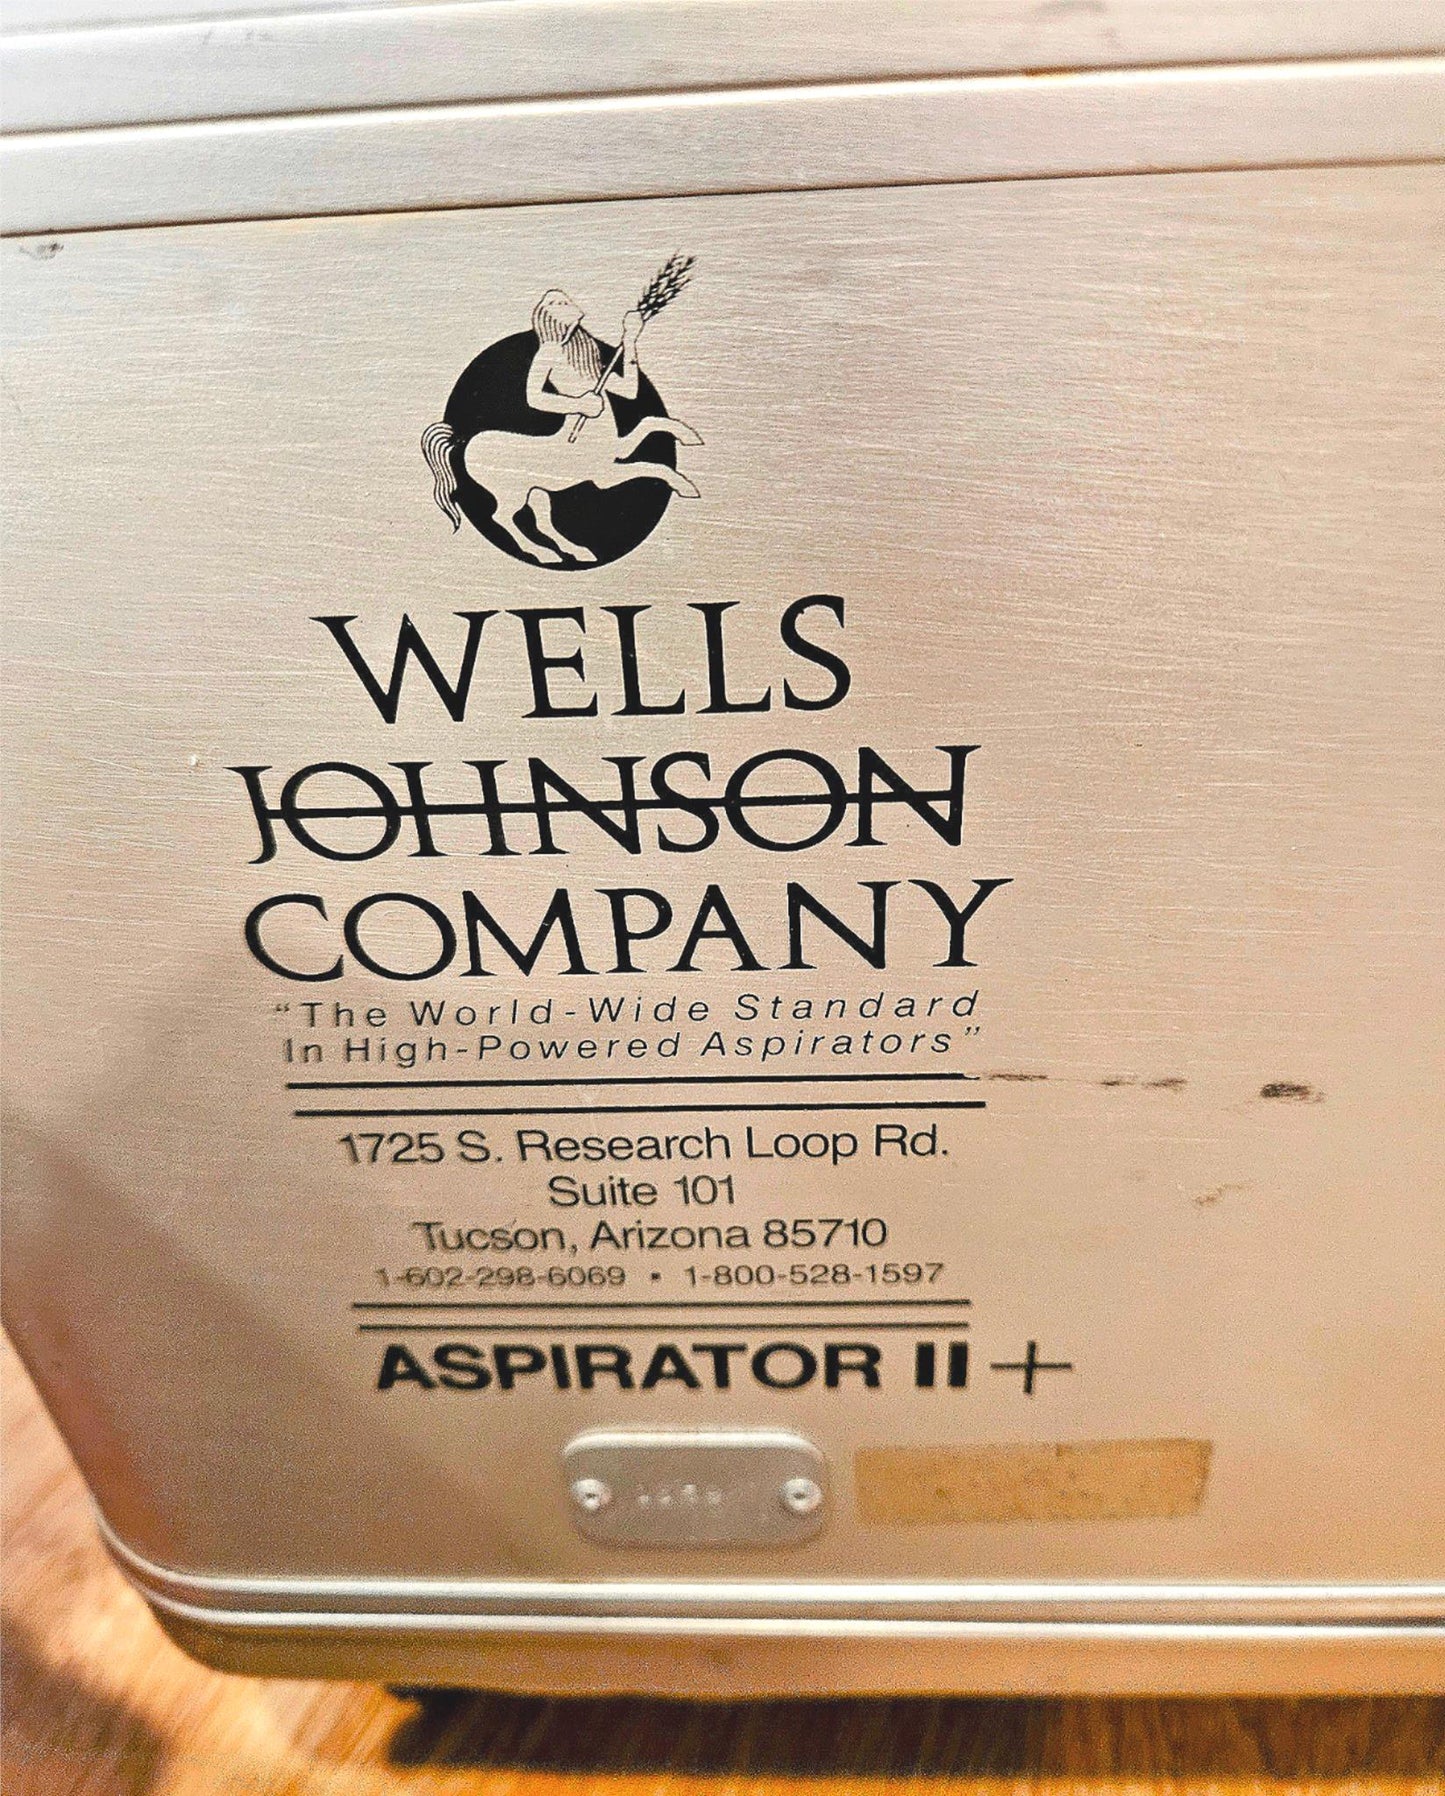 WELLS
JOHNSON
COMPANY
“The World-Wide Standard
In High-Powered Aspirators”
1725 S. Research Loop Rd.
Suite 101
Tucson, Arizona 85710
1-602-298-6069 • 1-800-528-1597
ASPIRATOR II+